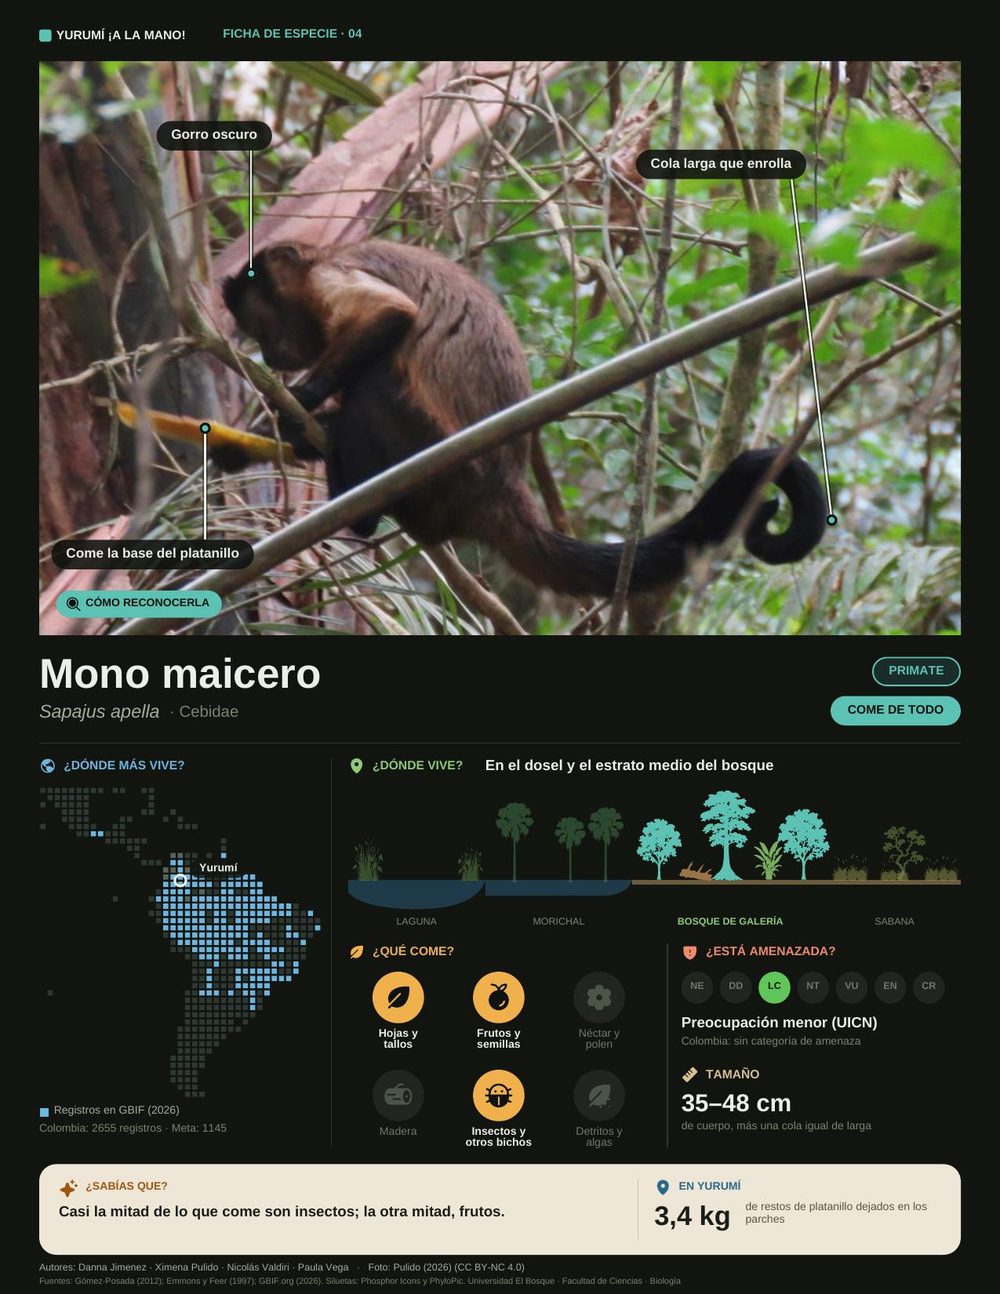 YURUMÍ ¡A LA MANO!
FICHA DE ESPECIE · 04
Gorro oscuro
Cola larga que enrolla
Come la base del platanillo
CÓMO RECONOCERLA
Mono maicero
PRIMATE
Sapajus apella · Cebidae
COME DE TODO
¿DÓNDE MÁS VIVE?
Yurumí
Registros en GBIF (2026)
Colombia: 2655 registros · Meta: 1145
¿DÓNDE VIVE? En el dosel y el estrato medio del bosque
LAGUNA
MORICHAL
BOSQUE DE GALERÍA
SABANA
¿QUÉ COME?
Hojas y
tallos
Frutos y
semillas
Néctar y
polen
Madera
Insectos y
otros bichos
Detritos y
algas
¿ESTÁ AMENAZADA?
NE DD LC NT VU EN CR
Preocupación menor (UICN)
Colombia: sin categoría de amenaza
TAMAÑO
35–48 cm
de cuerpo, más una cola igual de larga
¿SABÍAS QUE?
Casi la mitad de lo que come son insectos; la otra mitad, frutos.
EN YURUMÍ
3,4 kg
de restos de platanillo dejados en los
parches
Autores: Danna Jimenez · Ximena Pulido · Nicolás Valdiri · Paula Vega · Foto: Pulido (2026) (CC BY-NC 4.0)
Fuentes: Gómez-Posada (2012); Emmons y Feer (1997); GBIF.org (2026). Siluetas: Phosphor Icons y PhyloPic. Universidad El Bosque · Facultad de Ciencias · Biología